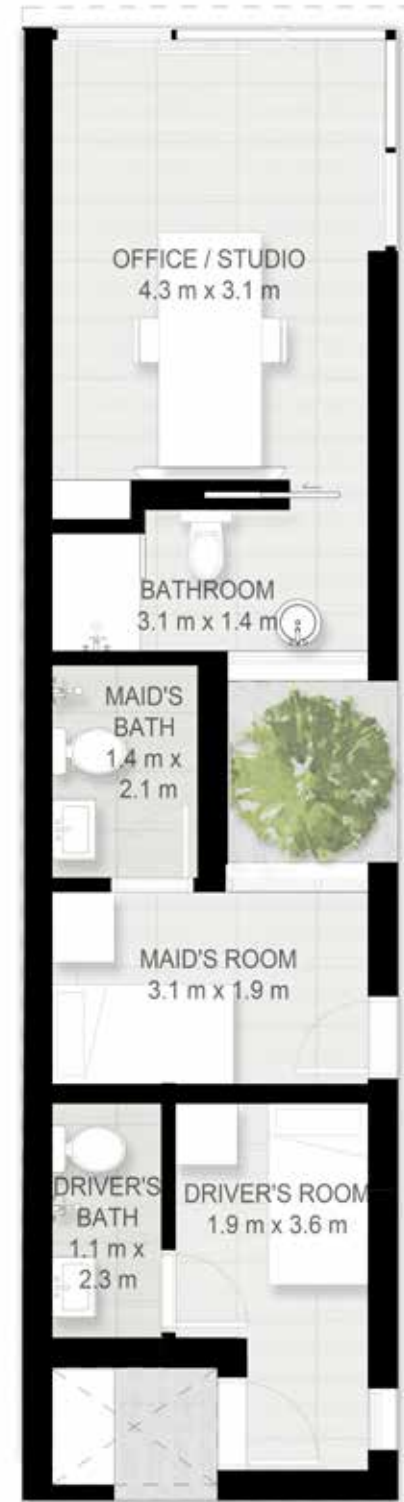 OFFICE / STUDIO
4.3 m x 3.1 m
BATHROOM
3.1 m x 1.4 m
MAID'S
BATH
1.4 m x
2.1 m
MAID'S ROOM
3.1 m x 1.9 m
DRIVER'S
BATH
1.1 m x
2.3 m
DRIVER'S ROOM
1.9 m x 3.6 m